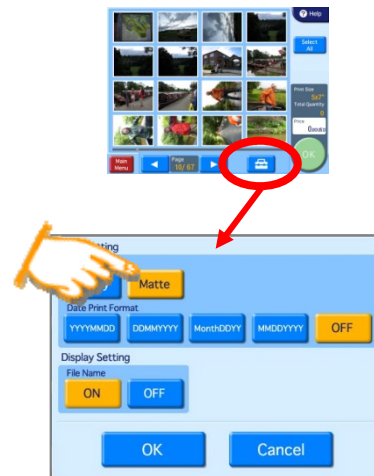 Help
Select
All
Print Size
5x7"
Total Quantity
0
Price
Main
Menu
Page
10/ 67
OK
Matte
Date Print Format
YYYYMMDD
DDMMYYYY
MonthDDYY
MMDDYYYY
OFF
Display Setting
File Name
ON
OFF
OK
Cancel